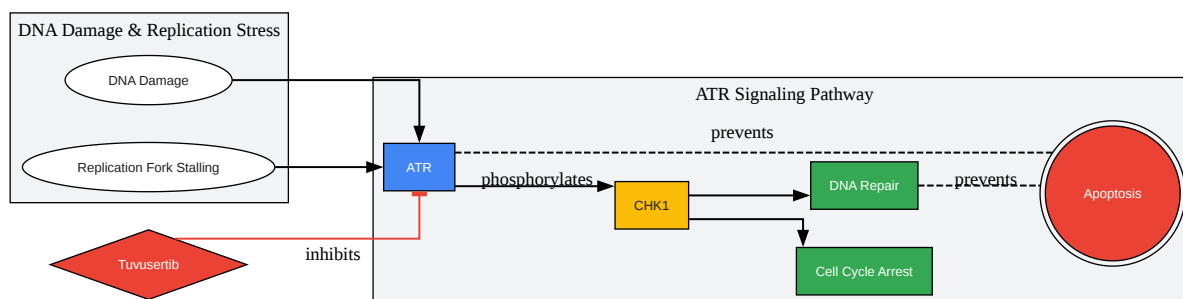 DNA Damage & Replication Stress
DNA Damage
ATR Signaling Pathway
prevents
Replication Fork Stalling
ATR
phosphorylates
DNA Repair
prevents
Apoptosis
CHK1
inhibits
Tuvusertib
Cell Cycle Arrest